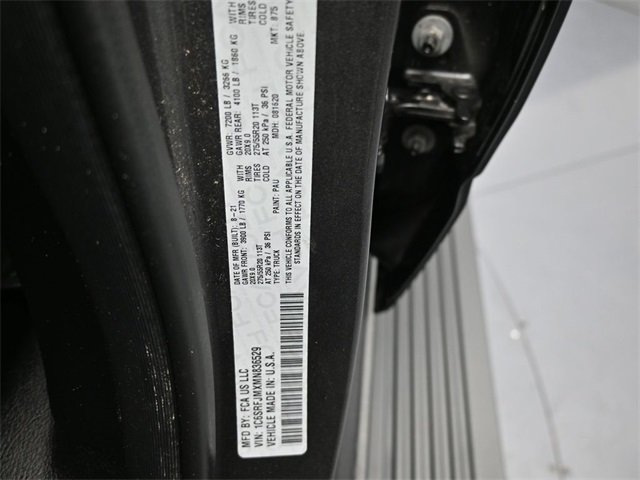 MFD BY: FCA US LLC
DATE OF MFR (BUILT): 8-21
GVWR: 7200 LB / 3266 KG
GAWR FRONT: 3900 LB / 1770 KG
WITH TIRES
20X9.0 RIMS
275/55R20 113T
AT 250 kPa / 36 PSI COLD
GAWR REAR: 4100 LB / 1860 KG
WITH TIRES
20X9.0 RIMS
275/55R20 113T
AT 250 kPa / 36 PSI COLD
TYPE: TRUCK
PAINT: PAU
MDH: 081620
MKT: 875
THIS VEHICLE CONFORMS TO ALL APPLICABLE U.S.A. FEDERAL MOTOR VEHICLE SAFETY
STANDARDS IN EFFECT ON THE DATE OF MANUFACTURE SHOWN ABOVE.
VIN: 1C6SRFJMXMN836529
VEHICLE MADE IN: U.S.A.